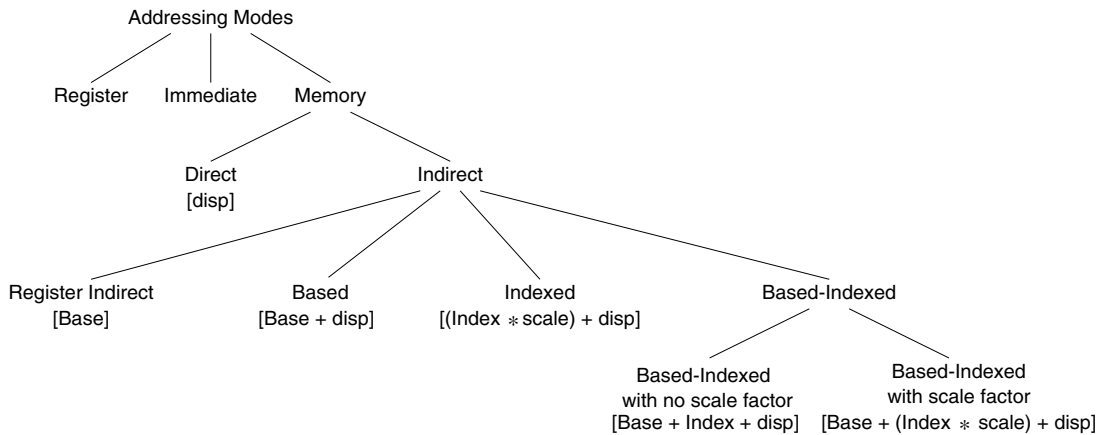 Addressing Modes
Register
Immediate
Memory
Direct
[disp]
Indirect
Register Indirect
[Base]
Based
[Base + disp]
Indexed
[(Index * scale) + disp]
Based-Indexed
Based-Indexed
with no scale factor
[Base + Index + disp]
Based-Indexed
with scale factor
[Base + (Index * scale) + disp]